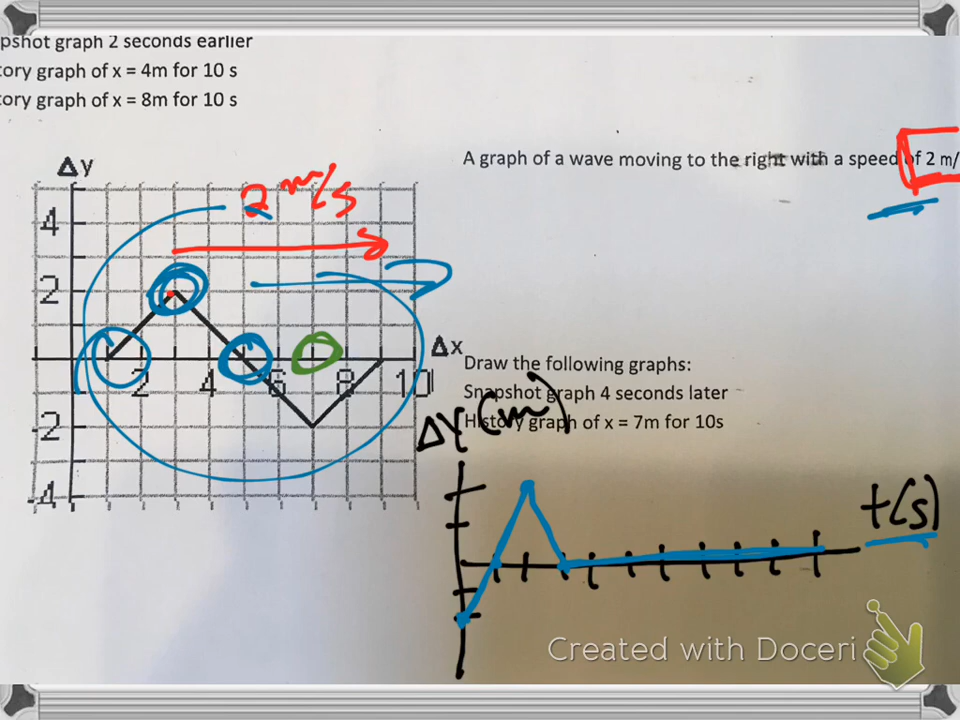 pshot graph 2 seconds earlier
tory graph of x = 4m for 10 s
tory graph of x = 8m for 10 s
A graph of a wave moving to the right with a speed of 2 m/
Δy
2 m/s
4
2
Δx
2 4 6 8 10
-2
-4
Draw the following graphs:
Snapshot graph 4 seconds later
History graph of x = 7m for 10s
ΔY (m)
t(s)
Created with Doceri